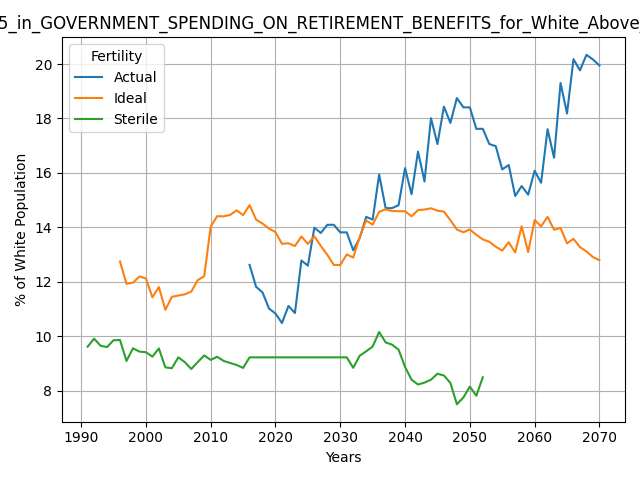 5_in_GOVERNMENT_SPENDING_ON_RETIREMENT_BENEFITS_for_White_Above_
Fertility
Actual
Ideal
Sterile
% of White Population
20
18
16
14
12
10
8
1990 2000 2010 2020 2030 2040 2050 2060 2070
Years